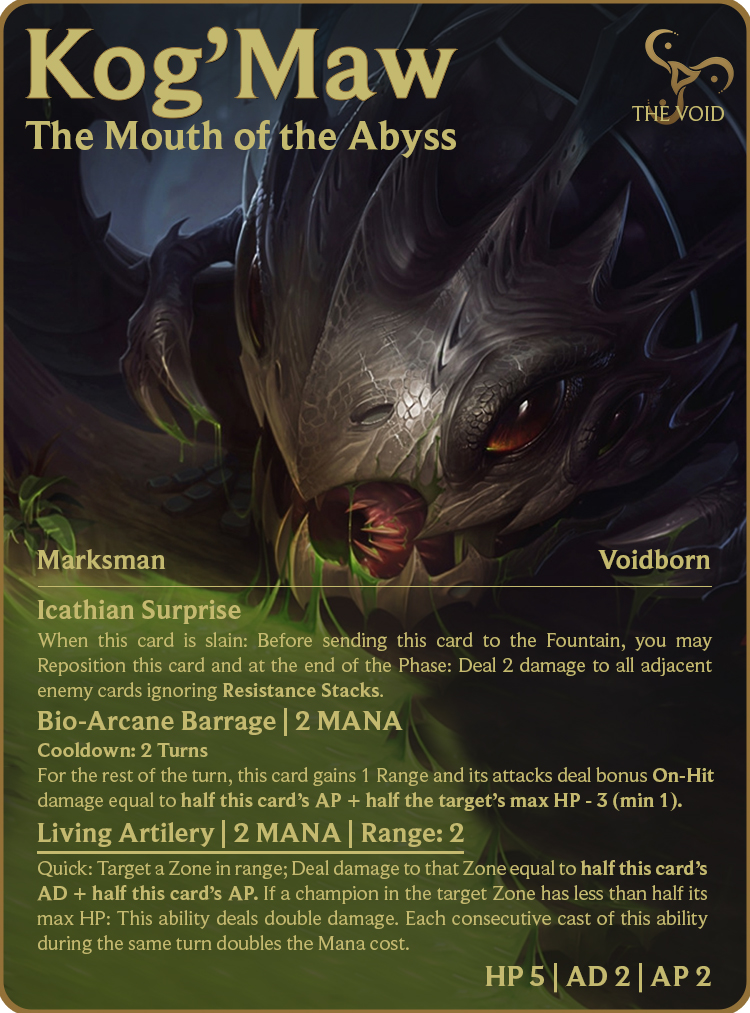 Kog’Maw
The Mouth of the Abyss
THE VOID
Marksman Voidborn
Icathian Surprise
When this card is slain: Before sending this card to the Fountain, you may
Reposition this card and at the end of the Phase: Deal 2 damage to all adjacent
enemy cards ignoring Resistance Stacks.
Bio-Arcane Barrage | 2 MANA
Cooldown: 2 Turns
For the rest of the turn, this card gains 1 Range and its attacks deal bonus On-Hit
damage equal to half this card’s AP + half the target’s max HP - 3 (min 1).
Living Artilery | 2 MANA | Range: 2
Quick: Target a Zone in range; Deal damage to that Zone equal to half this card’s
AD + half this card’s AP. If a champion in the target Zone has less than half its
max HP: This ability deals double damage. Each consecutive cast of this ability
during the same turn doubles the Mana cost.
HP 5 | AD 2 | AP 2